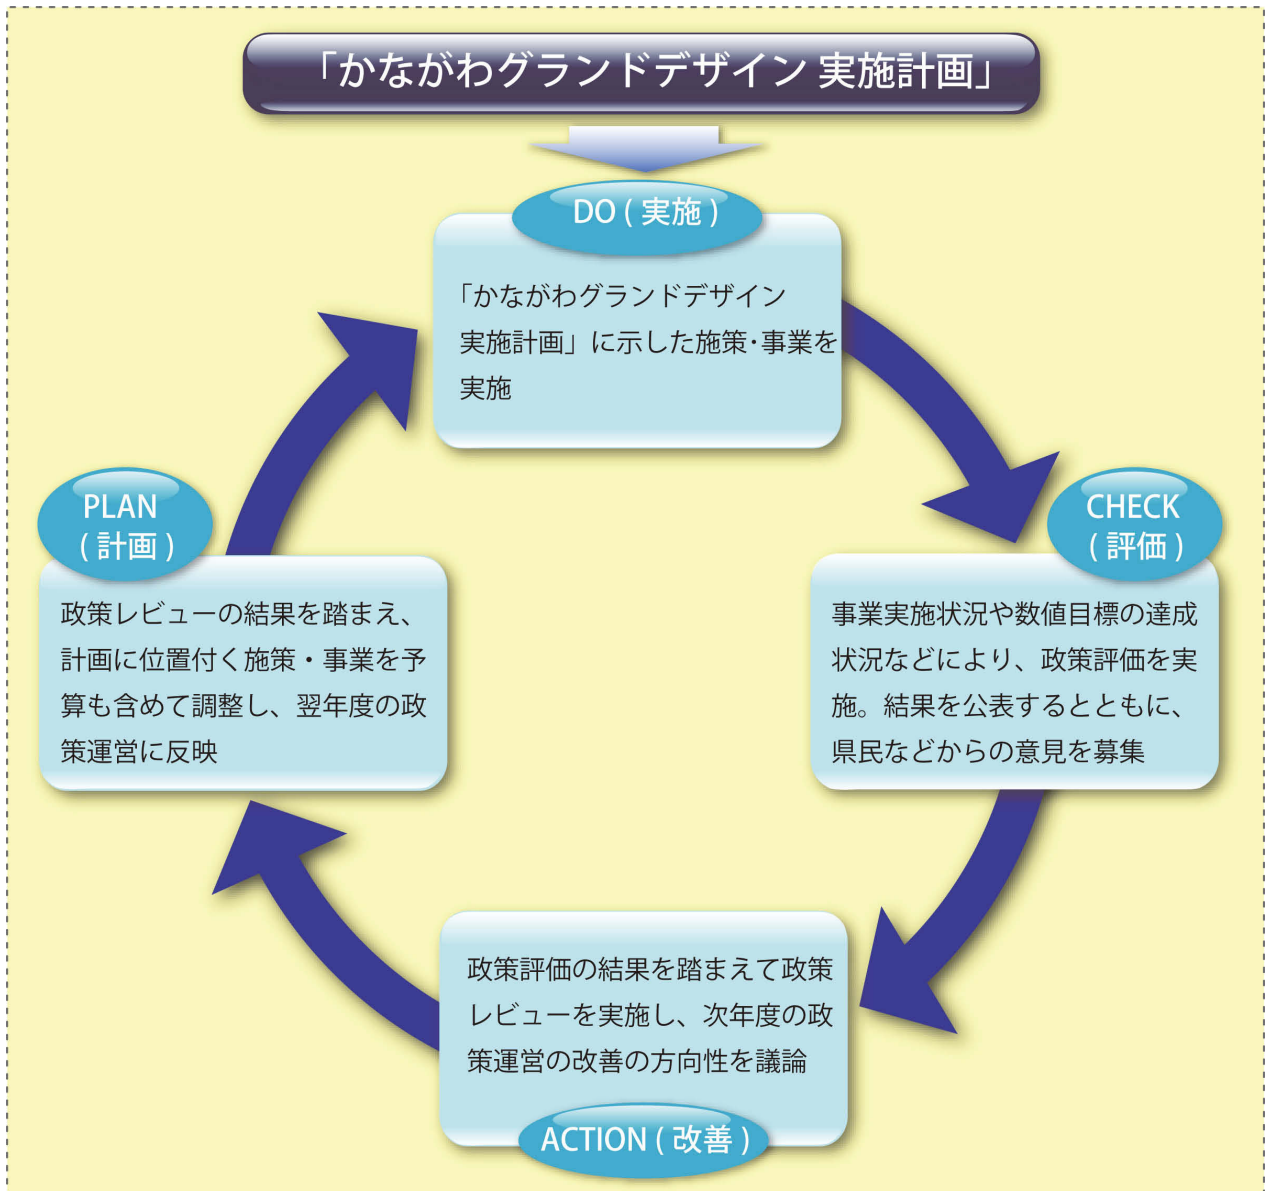 「かながわグランドデザイン 実施計画」
DO ( 実施 )
「かながわグランドデザイン
実施計画」に示した施策・事業を
実施
CHECK
( 評価 )
事業実施状況や数値目標の達成
状況などにより、政策評価を実
施。結果を公表するとともに、
県民などからの意見を募集
政策評価の結果を踏まえて政策
レビューを実施し、次年度の政
策運営の改善の方向性を議論
ACTION ( 改善 )
PLAN
( 計画 )
政策レビューの結果を踏まえ、
計画に位置付く施策・事業を予
算も含めて調整し、翌年度の政
策運営に反映